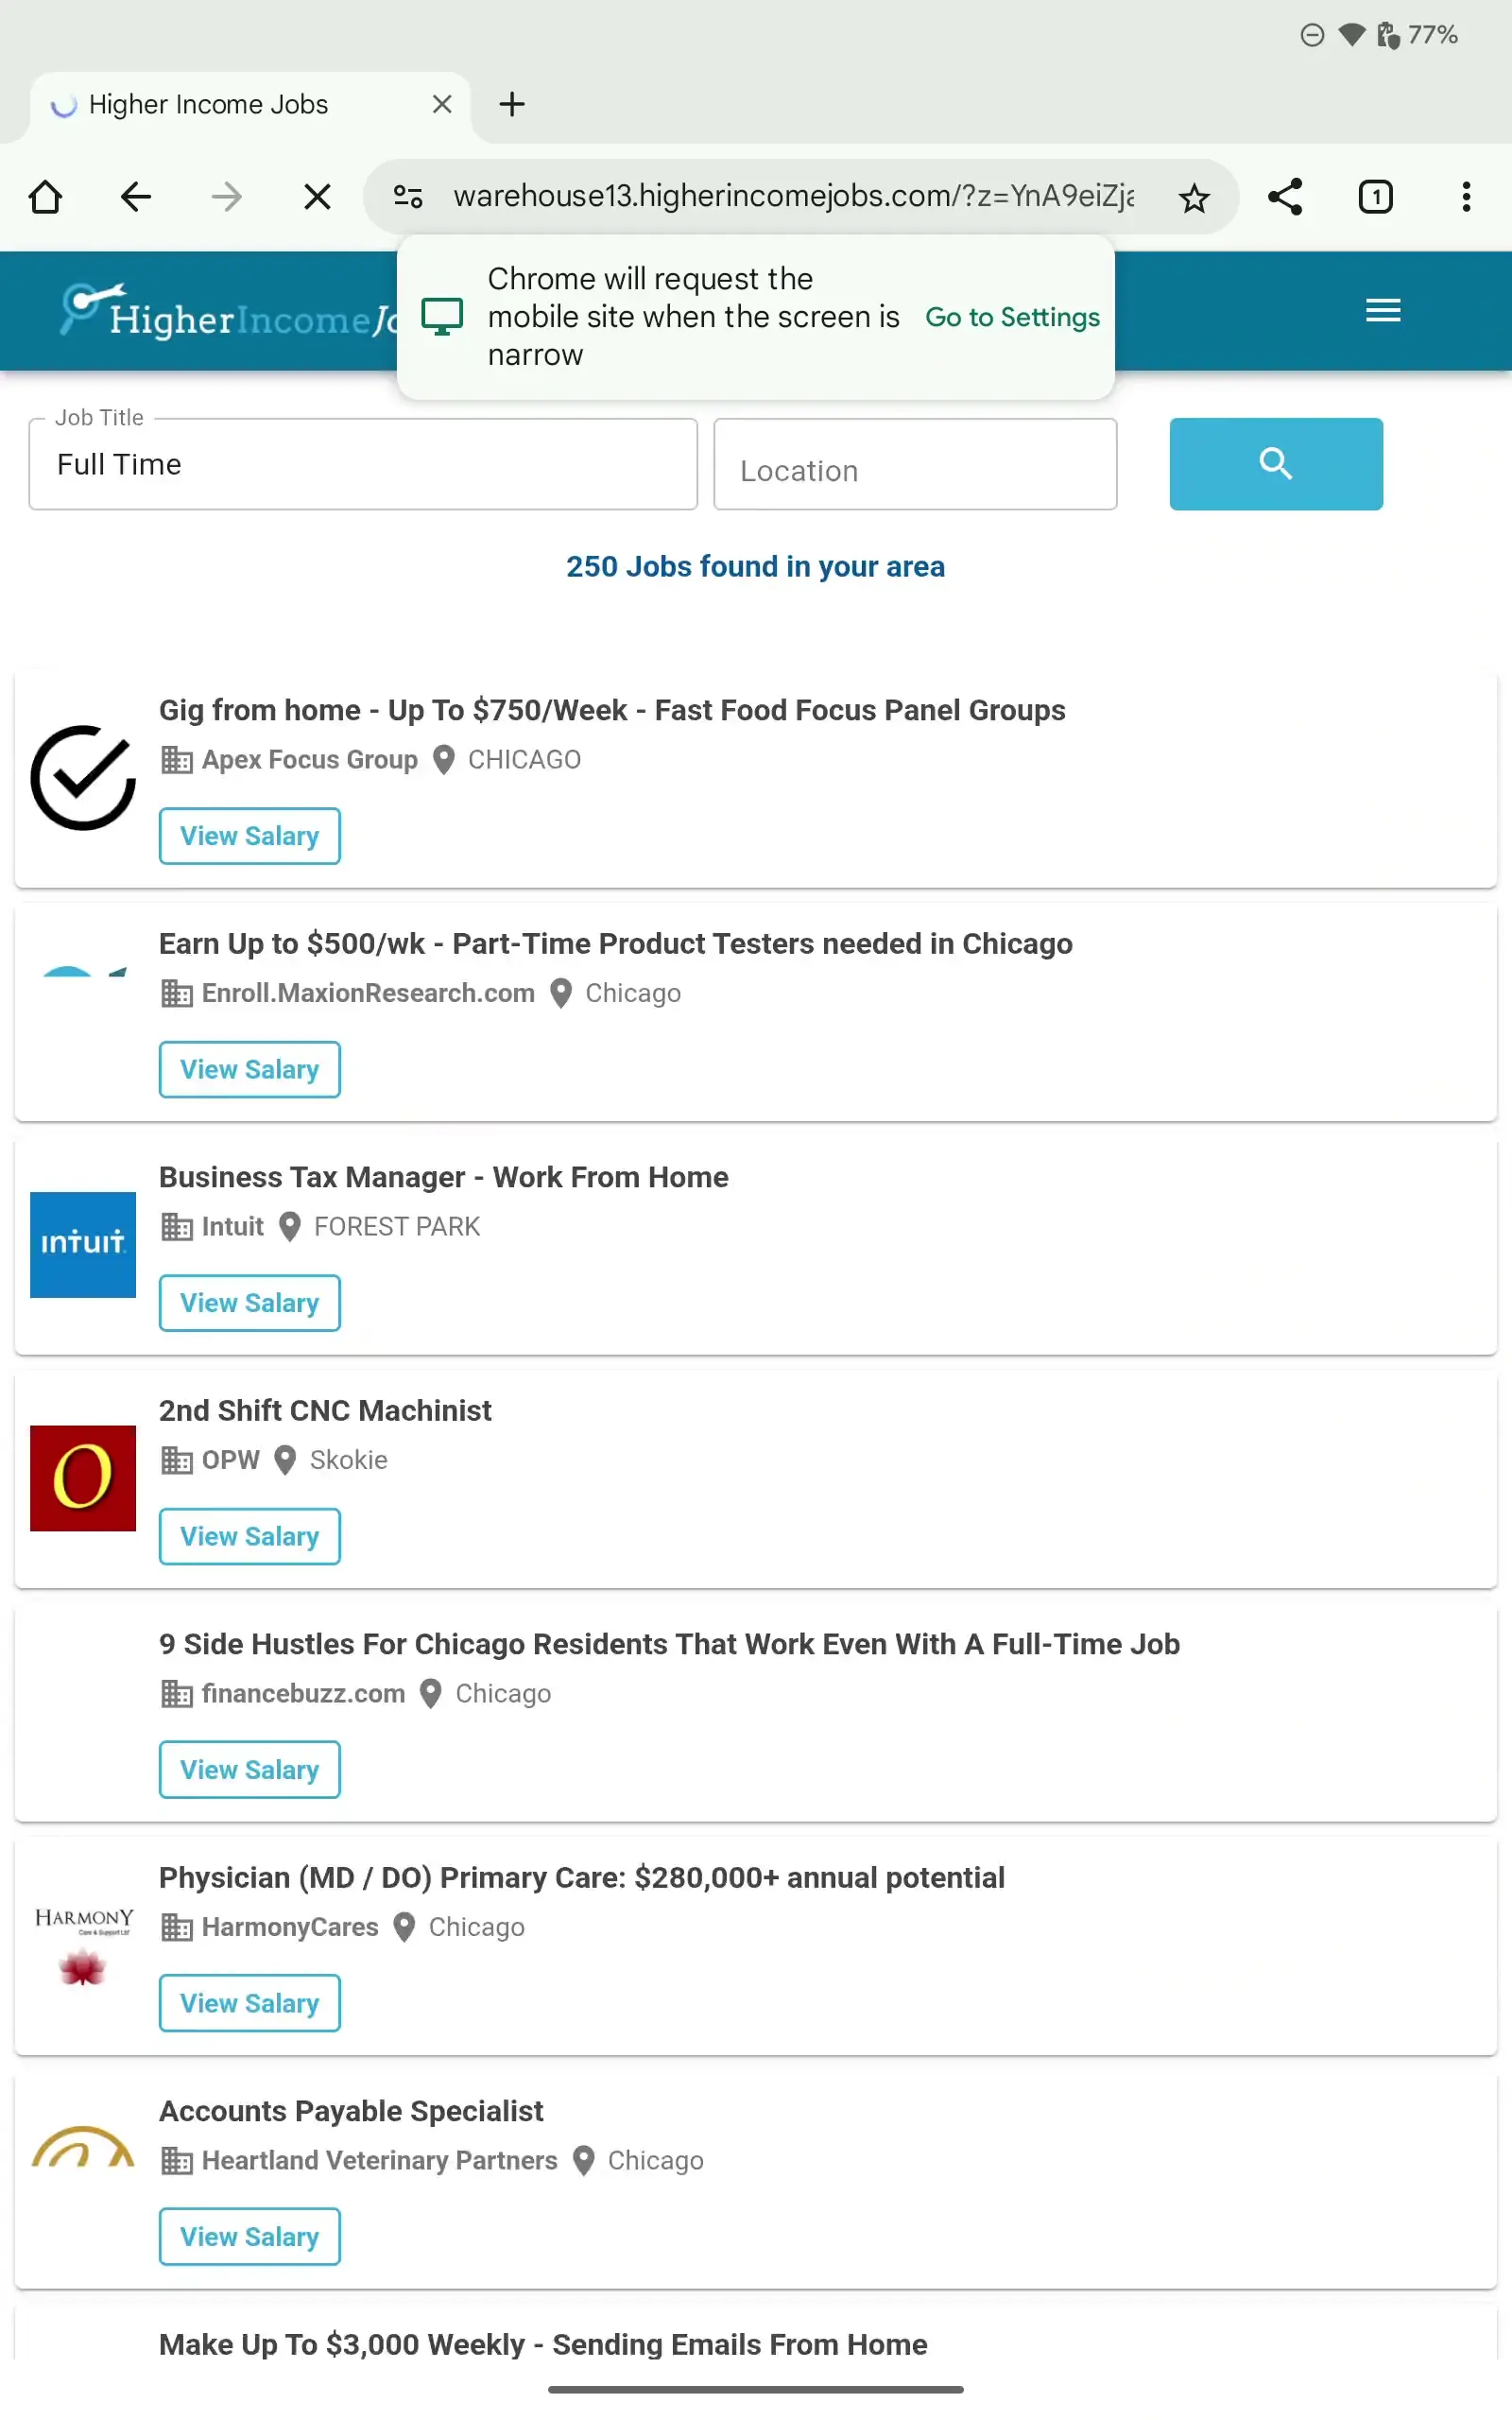 77%
Higher Income Jobs
1
warehouse13.higherincomejobs.com/?z=YnA9eiZja
Chrome will request the
mobile site when the screen is
narrow
Go to Settings
HigherIncomeJo
Job Title
Full Time
Location
250 Jobs found in your area
Gig from home - Up To $750/Week - Fast Food Focus Panel Groups
Apex Focus Group CHICAGO
View Salary
Earn Up to $500/wk - Part-Time Product Testers needed in Chicago
Enroll.MaxionResearch.com Chicago
View Salary
Business Tax Manager - Work From Home
INTUIT
Intuit FOREST PARK
View Salary
2nd Shift CNC Machinist
O
OPW Skokie
View Salary
9 Side Hustles For Chicago Residents That Work Even With A Full-Time Job
financebuzz.com Chicago
View Salary
Physician (MD / DO) Primary Care: $280,000+ annual potential
HARMONY
Care & Support Ltd
HarmonyCares Chicago
View Salary
Accounts Payable Specialist
Heartland Veterinary Partners Chicago
View Salary
Make Up To $3,000 Weekly - Sending Emails From Home